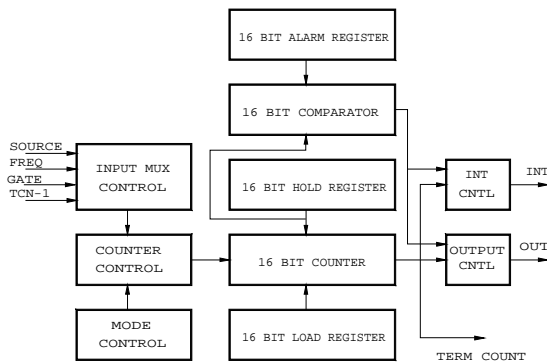 16 BIT ALARM REGISTER
16 BIT COMPARATOR
SOURCE
FREQ
GATE
TCN-1
INPUT MUX
CONTROL
16 BIT HOLD REGISTER
INT
CNTL
INT
COUNTER
CONTROL
16 BIT COUNTER
OUTPUT
CNTL
OUT
MODE
CONTROL
16 BIT LOAD REGISTER
TERM COUNT